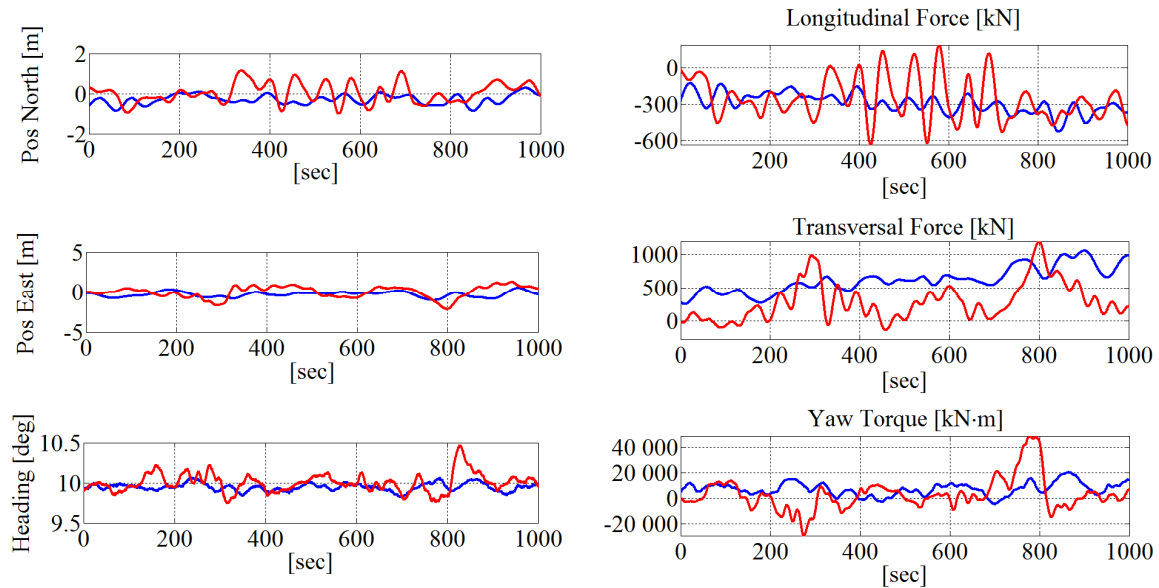 Pos North [m]
2
0
-2
0 200 400 600 800 1000
[sec]
Longitudinal Force [kN]
0
-300
-600
200 400 600 800 1000
[sec]
Pos East [m]
5
0
-5
0 200 400 600 800 1000
[sec]
Transversal Force [kN]
1000
500
0
0 200 400 600 800 1000
[sec]
Heading [deg]
10.5
10
9.5
0 200 400 600 800 1000
[sec]
Yaw Torque [kN·m]
40 000
20 000
0
-20 000
0 200 400 600 800 1000
[sec]